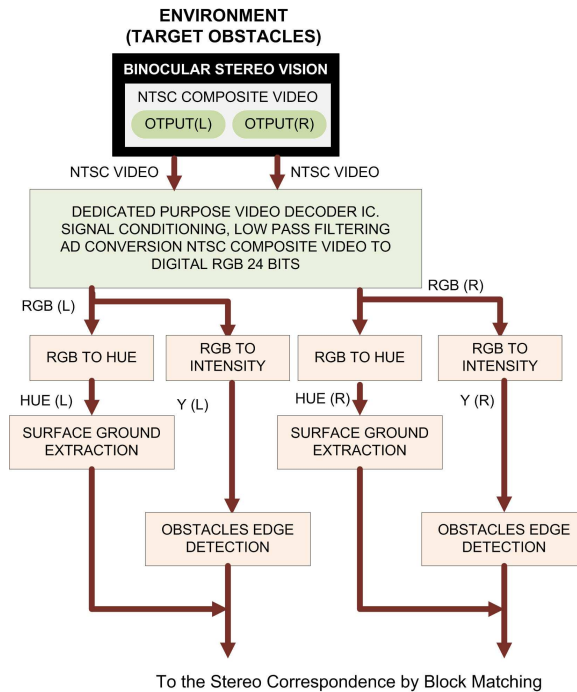 ENVIRONMENT
(TARGET OBSTACLES)
BINOCULAR STEREO VISION
NTSC COMPOSITE VIDEO
OTPUT(L) OTPUT(R)
NTSC VIDEO NTSC VIDEO
DEDICATED PURPOSE VIDEO DECODER IC.
SIGNAL CONDITIONING, LOW PASS FILTERING
AD CONVERSION NTSC COMPOSITE VIDEO TO
DIGITAL RGB 24 BITS
RGB (L)
RGB (R)
RGB TO HUE
RGB TO
INTENSITY
RGB TO HUE
RGB TO
INTENSITY
HUE (L)
Y (L)
HUE (R)
Y (R)
SURFACE GROUND
EXTRACTION
SURFACE GROUND
EXTRACTION
OBSTACLES EDGE
DETECTION
OBSTACLES EDGE
DETECTION
To the Stereo Correspondence by Block Matching